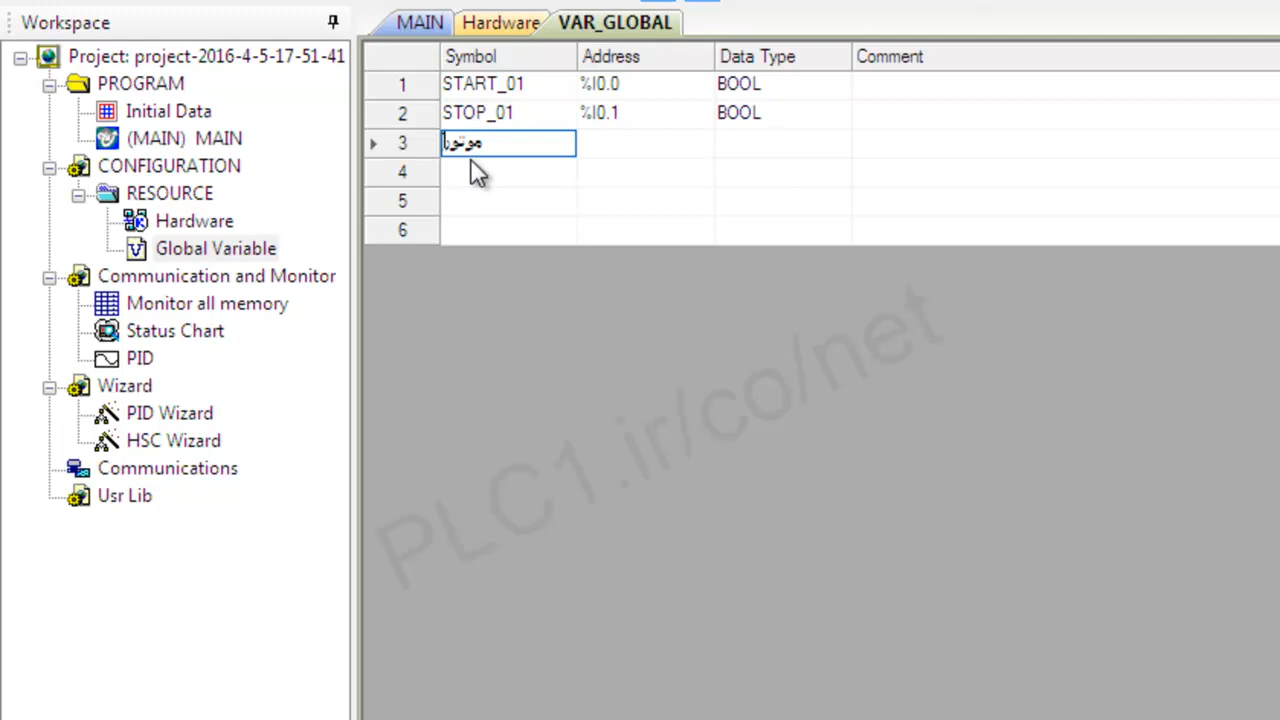 Workspace
Project: project-2016-4-5-17-51-41
PROGRAM
Initial Data
(MAIN) MAIN
CONFIGURATION
RESOURCE
Hardware
Global Variable
Communication and Monitor
Monitor all memory
Status Chart
PID
Wizard
PID Wizard
HSC Wizard
Communications
Usr Lib
MAIN Hardware VAR_GLOBAL
Symbol Address Data Type Comment
1 START_01 %I0.0 BOOL
2 STOP_01 %I0.1 BOOL
3 موتورا
4
5
6
PLC1.ir/co/net